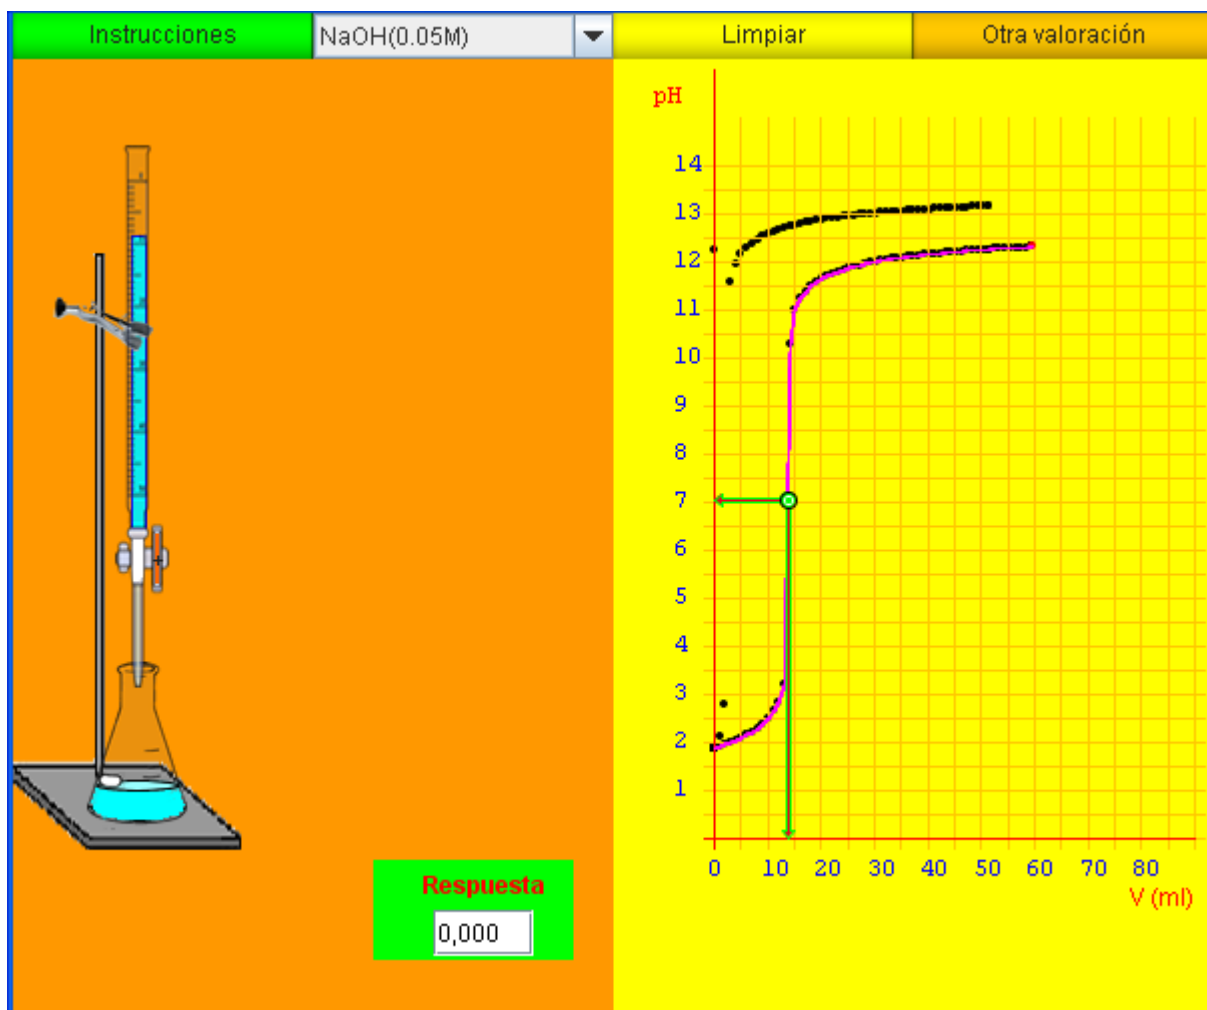 Instrucciones
NaOH(0.05M)
Limpiar
Otra valoración
pH
14
13
12
11
10
9
8
7
6
5
4
3
2
1
0 10 20 30 40 50 60 70 80
V (ml)
Respuesta
0,000